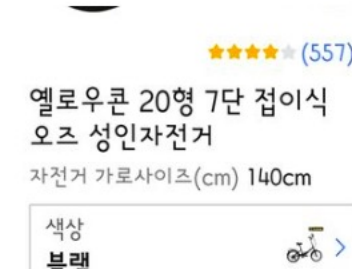 (557)
옐로우콘 20형 7단 접이식
오즈 성인자전거
자전거 가로사이즈(cm) 140cm
색상
블랙